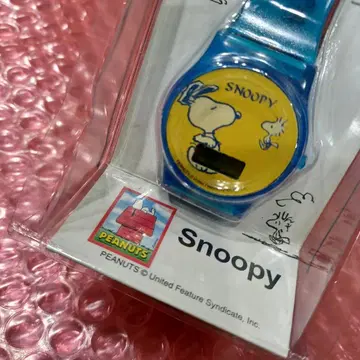 SNOOPY
PEANUTS
Snoopy
PEANUTS © United Feature Syndicate, Inc.